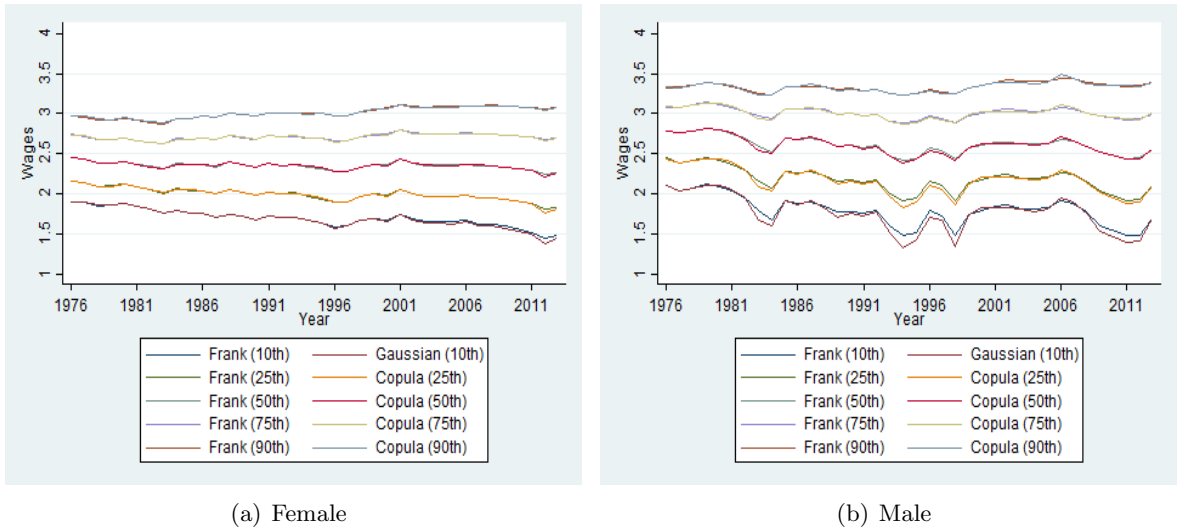 4
3.5
3
2.5
2
1.5
1
Wages
1976 1981 1986 1991 1996 2001 2006 2011
Year
Frank (10th) Gaussian (10th)
Frank (25th) Copula (25th)
Frank (50th) Copula (50th)
Frank (75th) Copula (75th)
Frank (90th) Copula (90th)
(a) Female
4
3.5
3
2.5
2
1.5
1
Wages
1976 1981 1986 1991 1996 2001 2006 2011
Year
Frank (10th) Gaussian (10th)
Frank (25th) Copula (25th)
Frank (50th) Copula (50th)
Frank (75th) Copula (75th)
Frank (90th) Copula (90th)
(b) Male